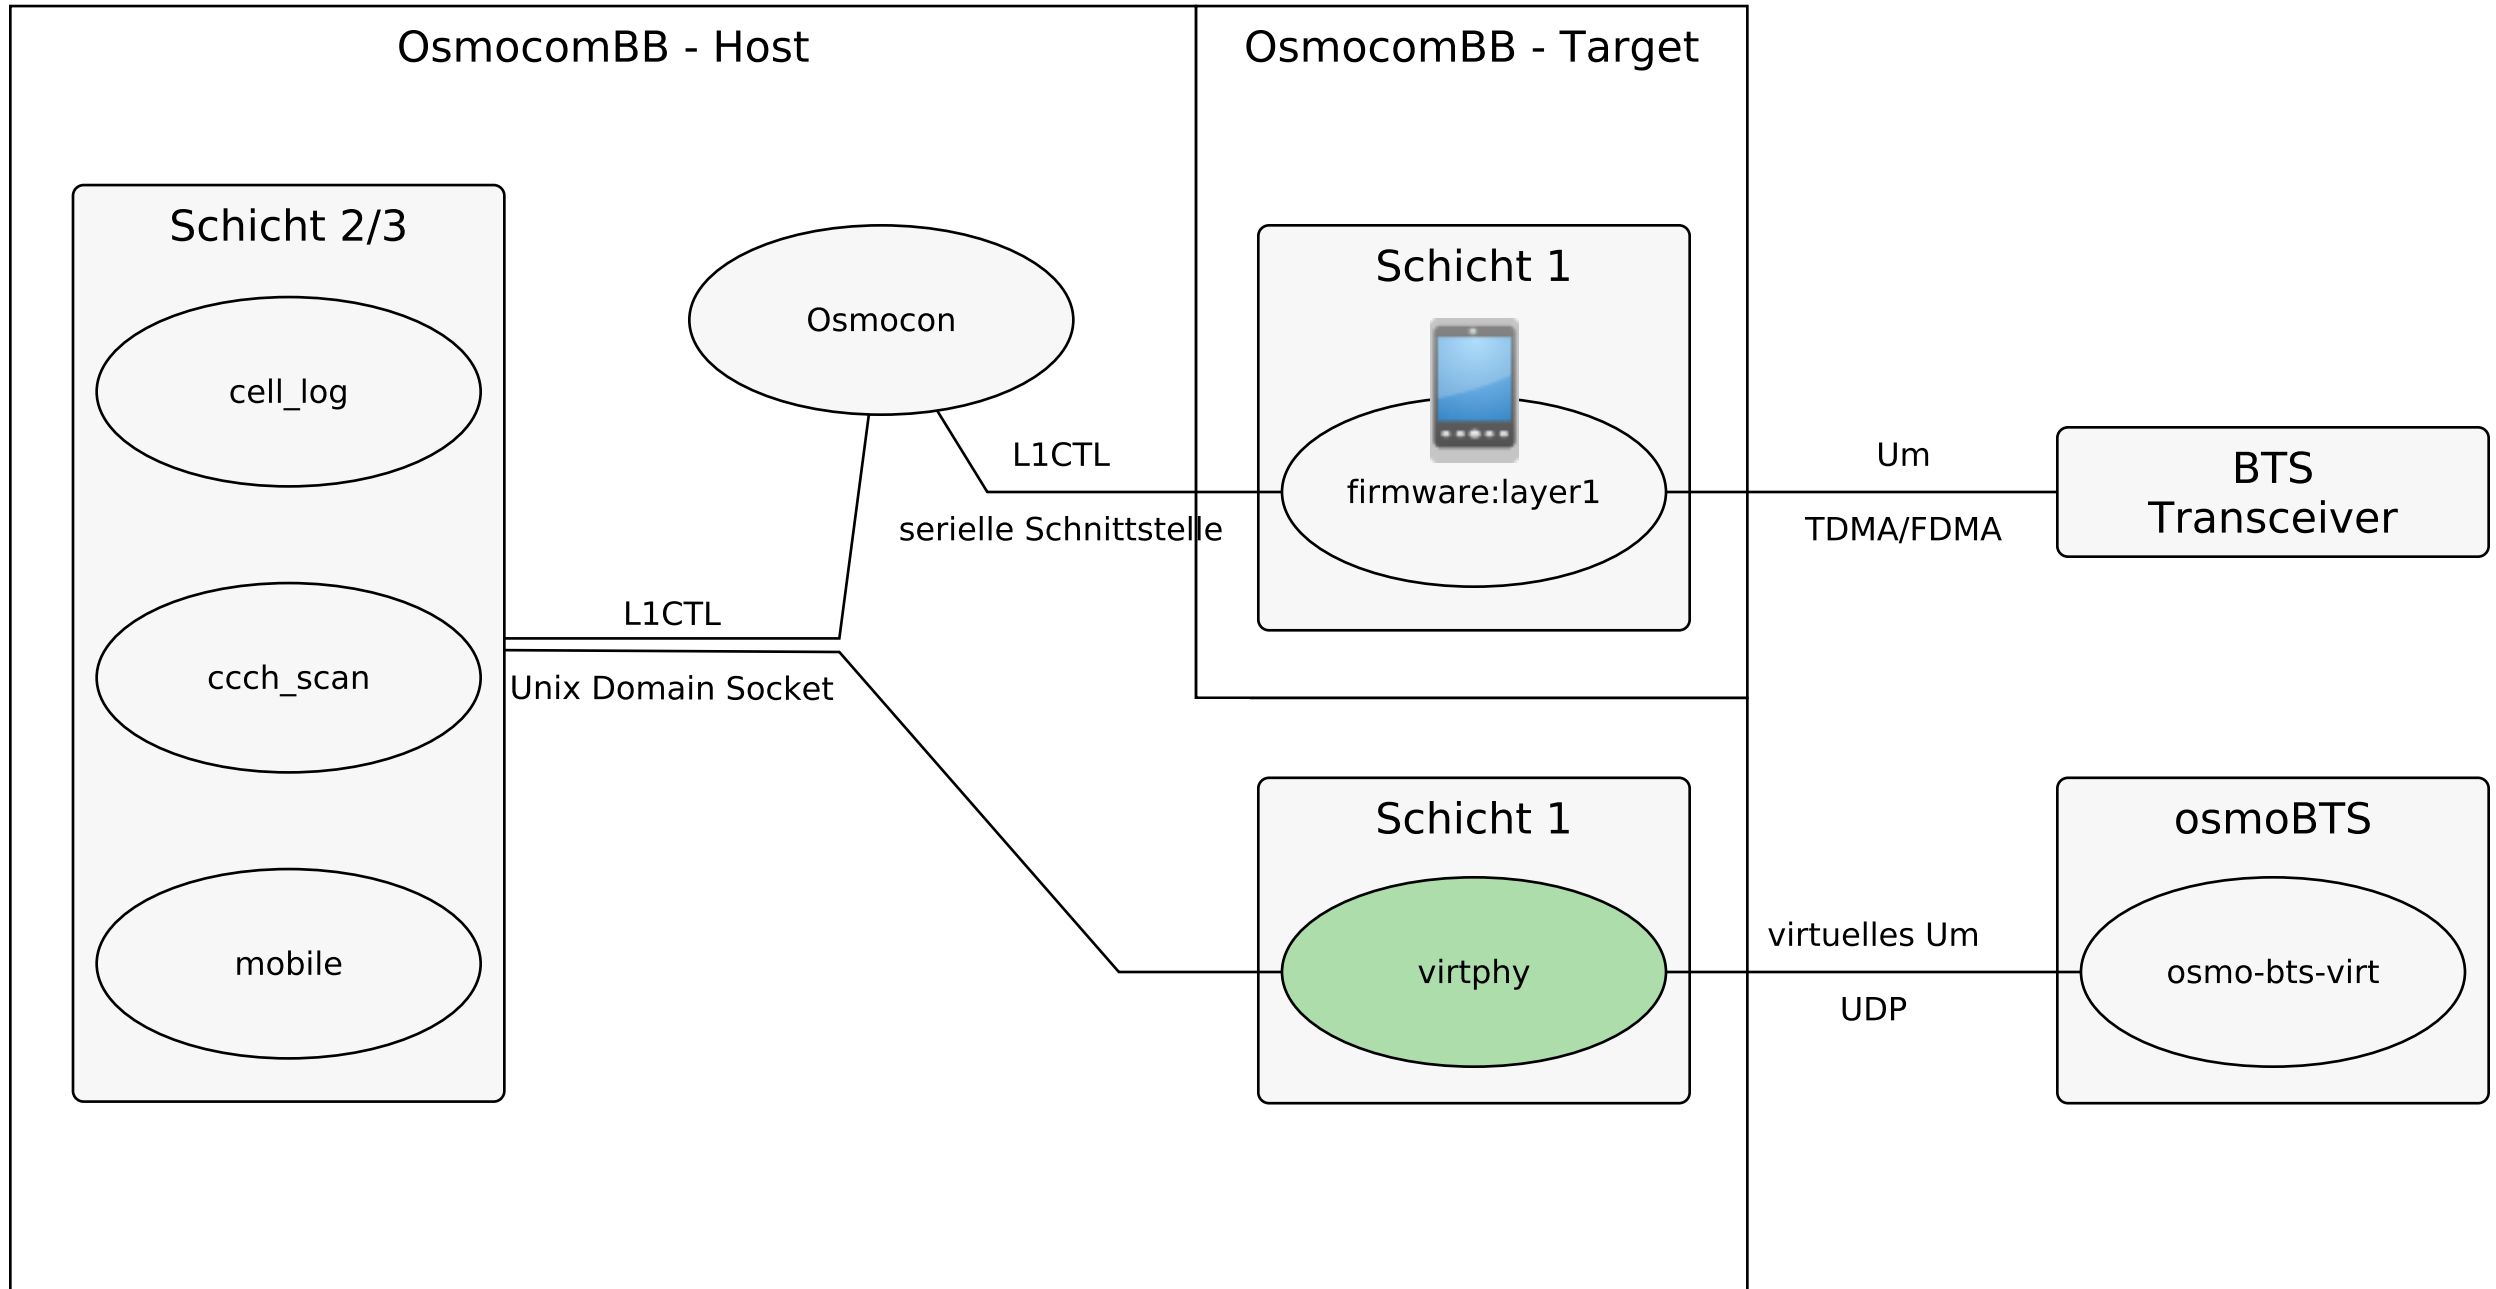 OsmocomBB - Host
OsmocomBB - Target
Schicht 2/3
cell_log
ccch_scan
mobile
Osmocon
L1CTL
serielle Schnittstelle
L1CTL
Unix Domain Socket
Schicht 1
firmware:layer1
Um
TDMA/FDMA
BTS
Transceiver
Schicht 1
virtphy
virtuelles Um
UDP
osmoBTS
osmo-bts-virt